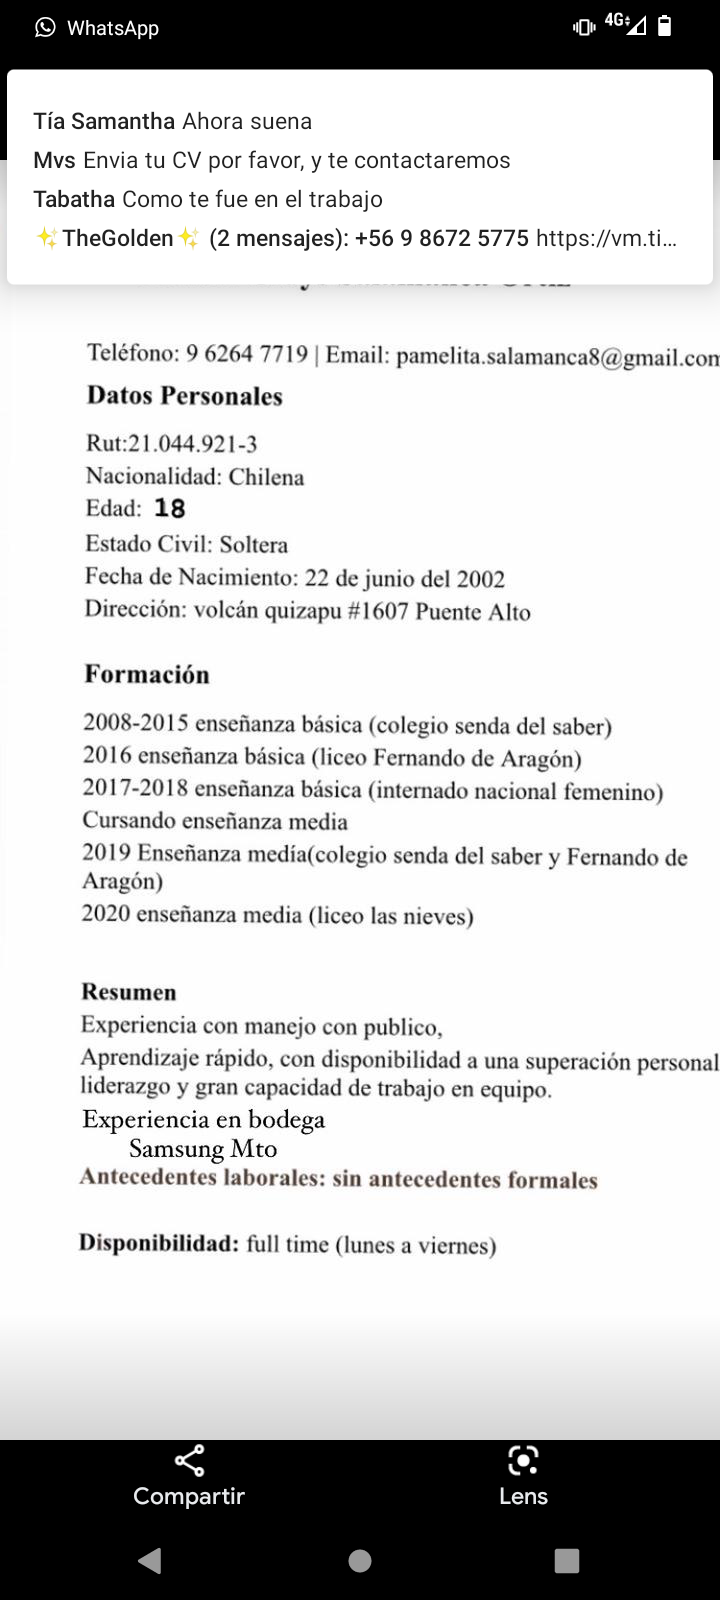 WhatsApp
4G
Tía Samantha Ahora suena
Mvs Envia tu CV por favor, y te contactaremos
Tabatha Como te fue en el trabajo
✨TheGolden✨ (2 mensajes): +56 9 8672 5775 https://vm.ti...
Teléfono: 9 6264 7719 | Email: pamelita.salamanca8@gmail.com
Datos Personales
Rut:21.044.921-3
Nacionalidad: Chilena
Edad: 18
Estado Civil: Soltera
Fecha de Nacimiento: 22 de junio del 2002
Dirección: volcán quizapu #1607 Puente Alto
Formación
2008-2015 enseñanza básica (colegio senda del saber)
2016 enseñanza básica (liceo Fernando de Aragón)
2017-2018 enseñanza básica (internado nacional femenino)
Cursando enseñanza media
2019 Enseñanza medía(colegio senda del saber y Fernando de
Aragón)
2020 enseñanza media (liceo las nieves)
Resumen
Experiencia con manejo con publico,
Aprendizaje rápido, con disponibilidad a una superación personal
liderazgo y gran capacidad de trabajo en equipo.
Experiencia en bodega
Samsung Mto
Antecedentes laborales: sin antecedentes formales
Disponibilidad: full time (lunes a viernes)
Compartir
Lens